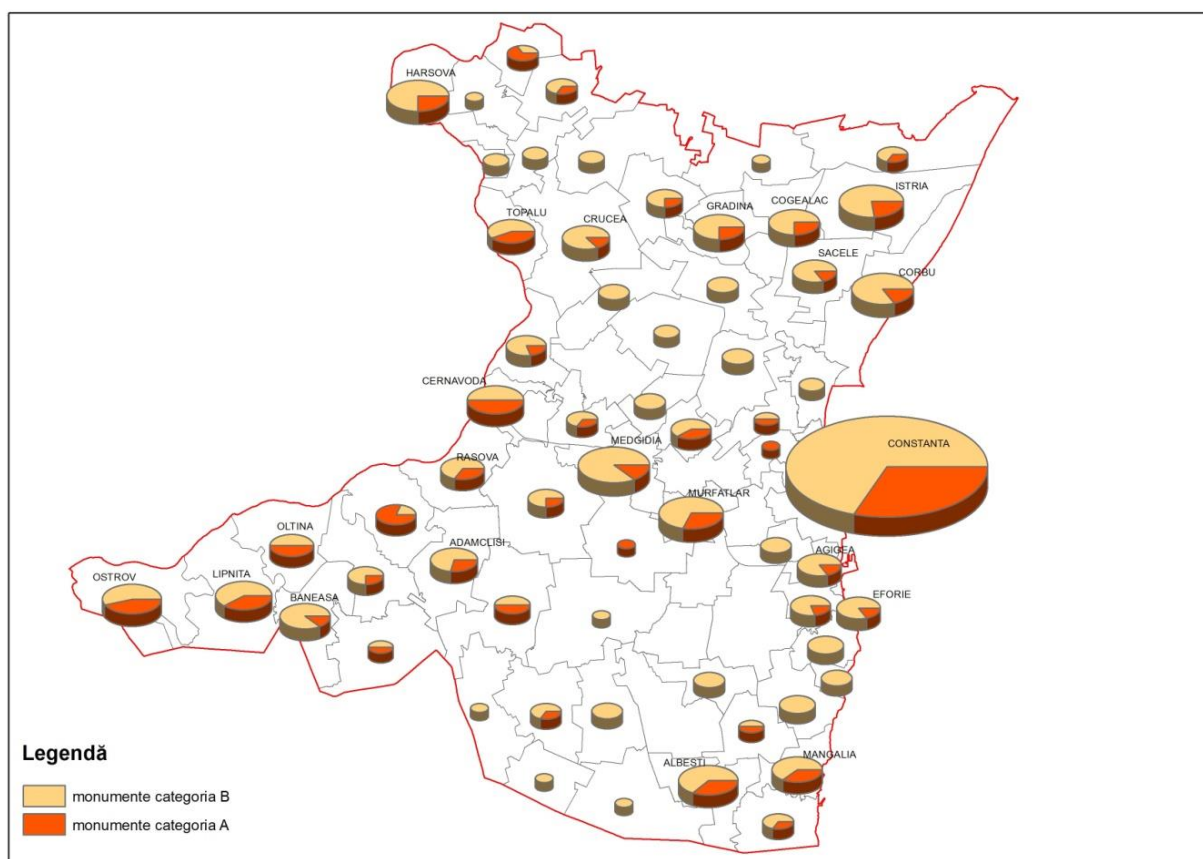 HARSOVA
ISTRIA
COGEALAC
GRADINA
TOPALU
CRUCEA
SACELE
CORBU
CERNAVODA
CONSTANTA
MEDGIDIA
RASOVA
MURFATLAR
OLTINA
ADAMCLISI
AGIGEA
OSTROV
LIPNITA
BANEASA
EFORIE
ALBESTI
MANGALIA
Legendă
monumente categoria B
monumente categoria A